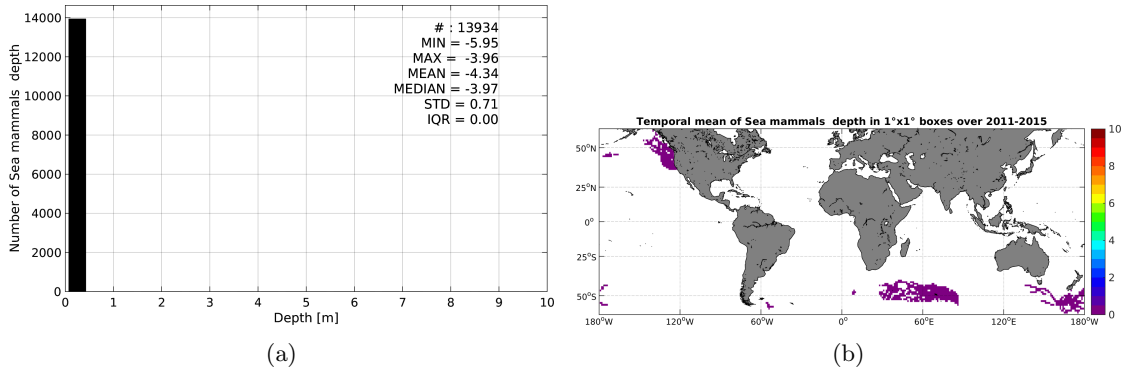 14000
12000
10000
8000
6000
4000
2000
0
Number of Sea mammals  depth
# : 13934
MIN = -5.95
MAX =  -3.96
MEAN = -4.34
MEDIAN = -3.97
STD = 0.71
IQR = 0.00
0 1 2 3 4 5 6 7 8 9 10
Depth [m]
(a)
Temporal mean of Sea mammals  depth in 1°x1° boxes over 2011-2015
50°N
25°N
0°
25°S
50°S
180°W 120°W 60°W 0° 60°E 120°E 180°W
10
8
6
4
2
0
(b)